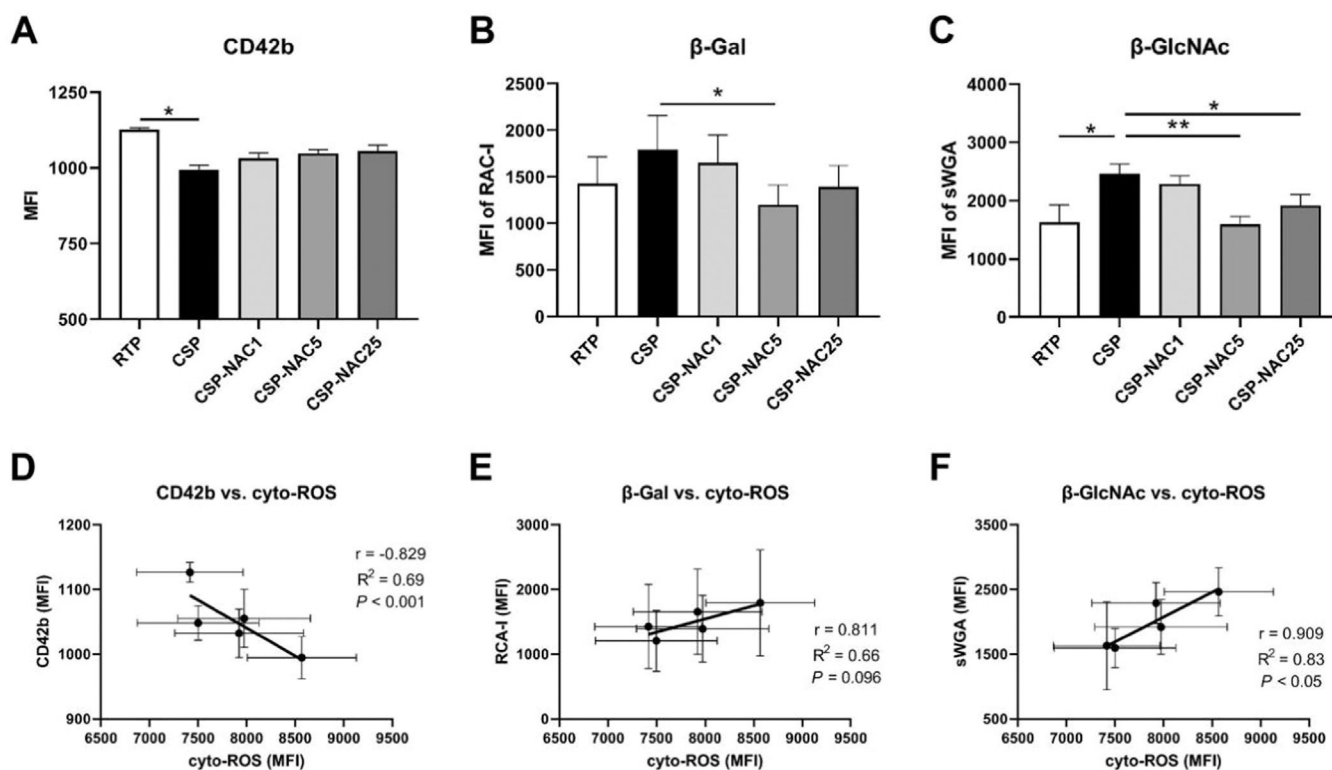 A
CD42b
MFI
1250
1000
750
500
*
RTP
CSP
CSP-NAC1
CSP-NAC5
CSP-NAC25
B
β-Gal
MFI of RAC-I
2500
2000
1500
1000
500
0
*
RTP
CSP
CSP-NAC1
CSP-NAC5
CSP-NAC25
C
β-GlcNAc
MFI of sWGA
4000
3000
2000
1000
0
*
**
*
RTP
CSP
CSP-NAC1
CSP-NAC5
CSP-NAC25
D
CD42b vs. cyto-ROS
CD42b (MFI)
1200
1100
1000
900
r = -0.829
R2 = 0.69
P < 0.001
6500 7000 7500 8000 8500 9000 9500
cyto-ROS (MFI)
E
β-Gal vs. cyto-ROS
RCA-I (MFI)
3000
2000
1000
0
r = 0.811
R2 = 0.66
P = 0.096
6500 7000 7500 8000 8500 9000 9500
cyto-ROS (MFI)
F
β-GlcNAc vs. cyto-ROS
sWGA (MFI)
3500
2500
1500
500
r = 0.909
R2 = 0.83
P < 0.05
6500 7000 7500 8000 8500 9000 9500
cyto-ROS (MFI)